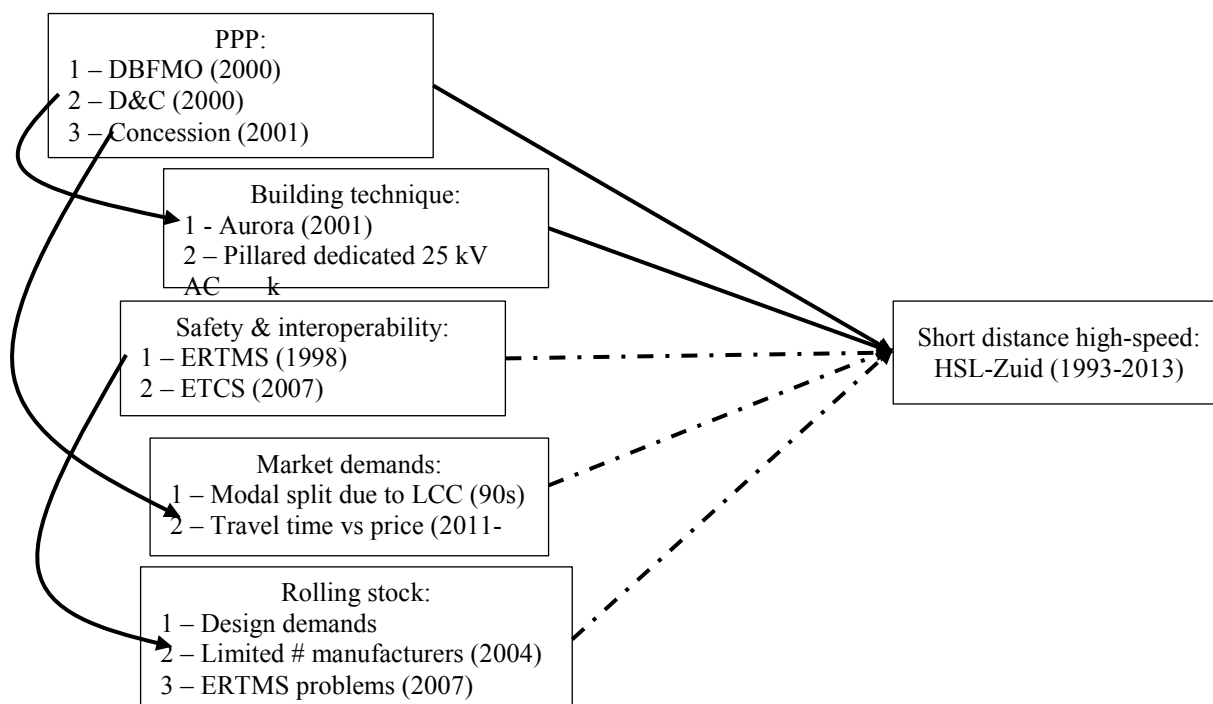 PPP:
1 – DBFMO (2000)
2 – D&C (2000)
3 – Concession (2001)
Building technique:
1 - Aurora (2001)
2 – Pillared dedicated 25 kV
AC k
Safety & interoperability:
1 – ERTMS (1998)
2 – ETCS (2007)
Short distance high-speed:
HSL-Zuid (1993-2013)
Market demands:
1 – Modal split due to LCC (90s)
2 – Travel time vs price (2011-
Rolling stock:
1 – Design demands
2 – Limited # manufacturers (2004)
3 – ERTMS problems (2007)